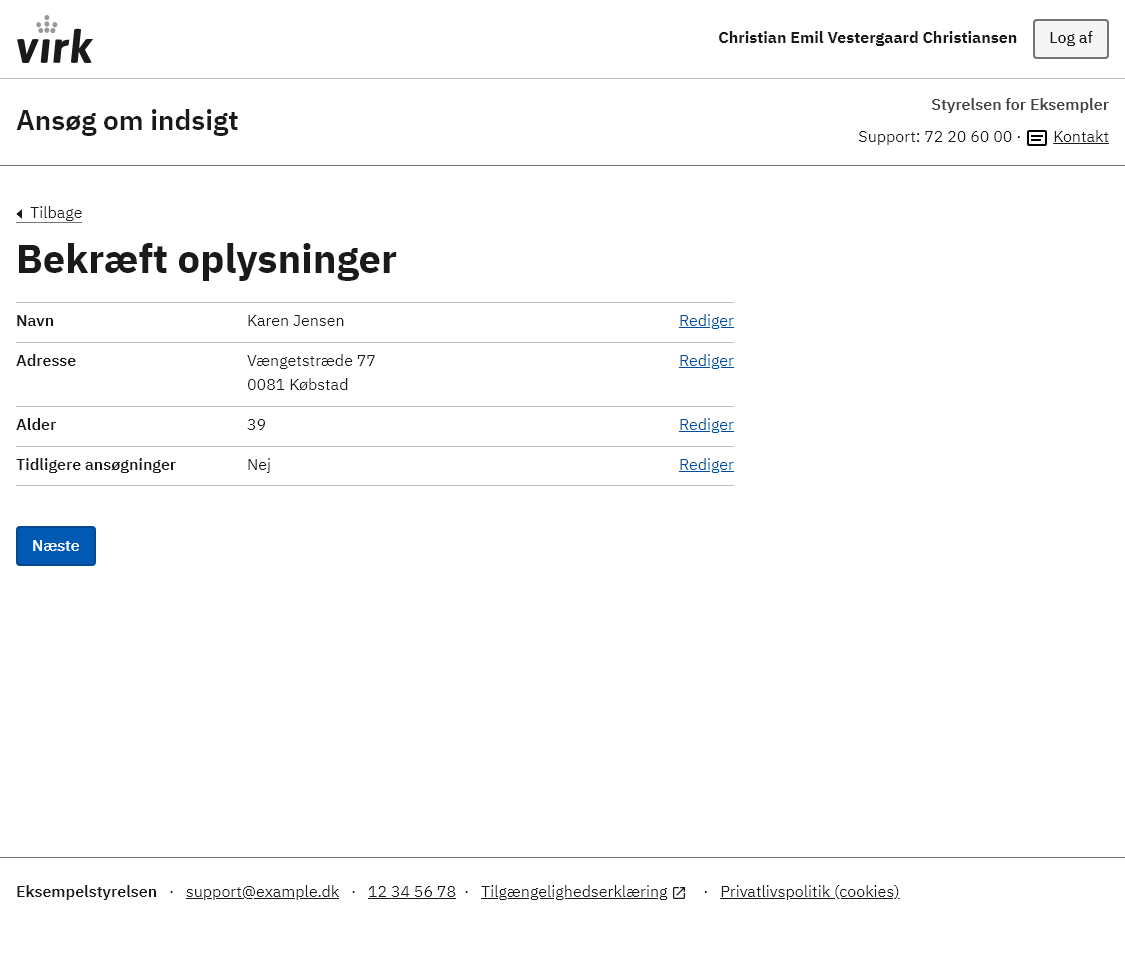 virk
Christian Emil Vestergaard Christiansen Log af
Ansøg om indsigt
Styrelsen for Eksempler
Support: 72 20 60 00 · Kontakt
Tilbage
Bekræft oplysninger
Navn Karen Jensen Rediger
Adresse Vængetstræde 77 Rediger
0081 Købstad
Alder 39 Rediger
Tidligere ansøgninger Nej Rediger
Næste
Eksempelstyrelsen · support@example.dk · 12 34 56 78 · Tilgængelighedserklæring · Privatlivspolitik (cookies)